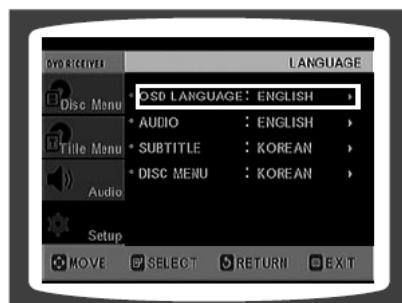 DVD RECEIVER LANGUAGE
Disc Menu
Title Menu
Audio
Setup
OSD LANGUAGE : ENGLISH
AUDIO : ENGLISH
SUBTITLE : KOREAN
DISC MENU : KOREAN
MOVE SELECT RETURN EXIT